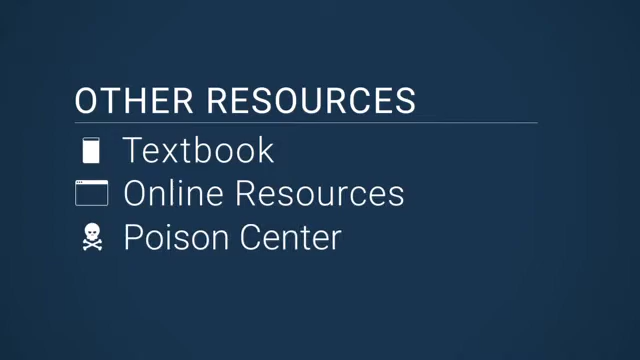 OTHER RESOURCES
Textbook
Online Resources
Poison Center